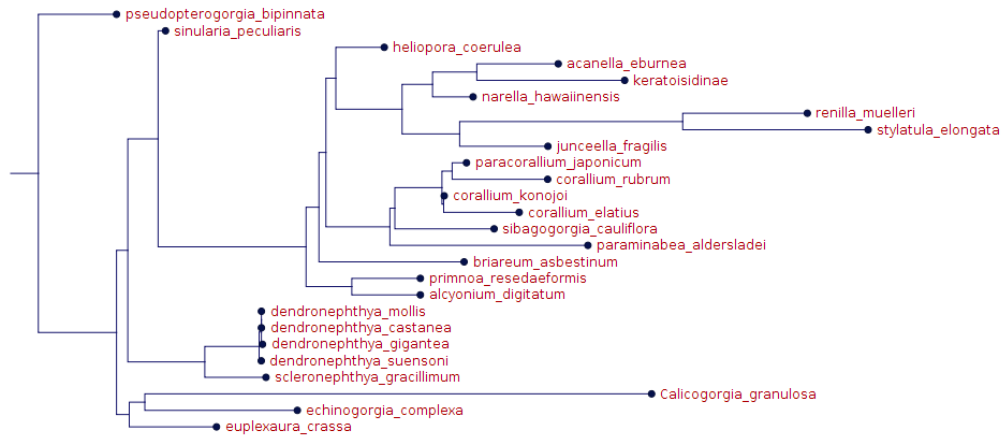 pseudopterogorgia_bipinnata
sinularia_peculiaris
heliopora_coerulea
acanella_eburnea
keratoisidinae
narella_hawaiinensis
renilla_muelleri
stylatula_elongata
junceella_fragilis
paracorallium_japonicum
corallium_rubrum
corallium_konojoi
corallium_elatius
sibagogorgia_cauliflora
paraminabea_aldersladei
briareum_asbestinum
primnoa_resedaeformis
alcyonium_digitatum
dendronephthya_mollis
dendronephthya_castanea
dendronephthya_gigantea
dendronephthya_suensoni
scleronephthya_gracillimum
Calicogorgia_granulosa
echinogorgia_complexa
euplexaura_crassa